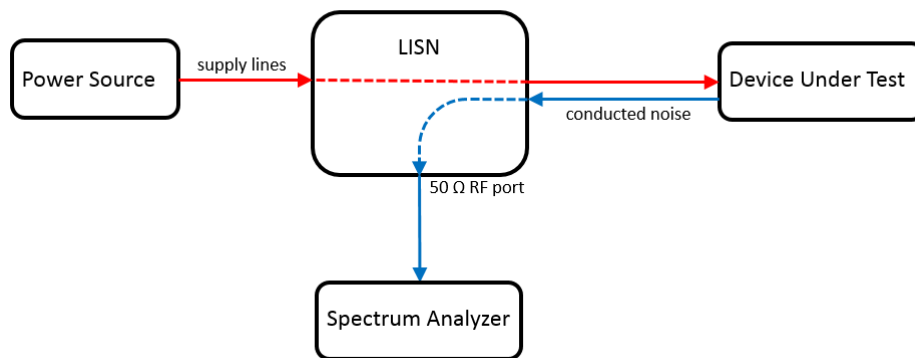 LISN
Power Source
supply lines
Device Under Test
conducted noise
50 Ω RF port
Spectrum Analyzer